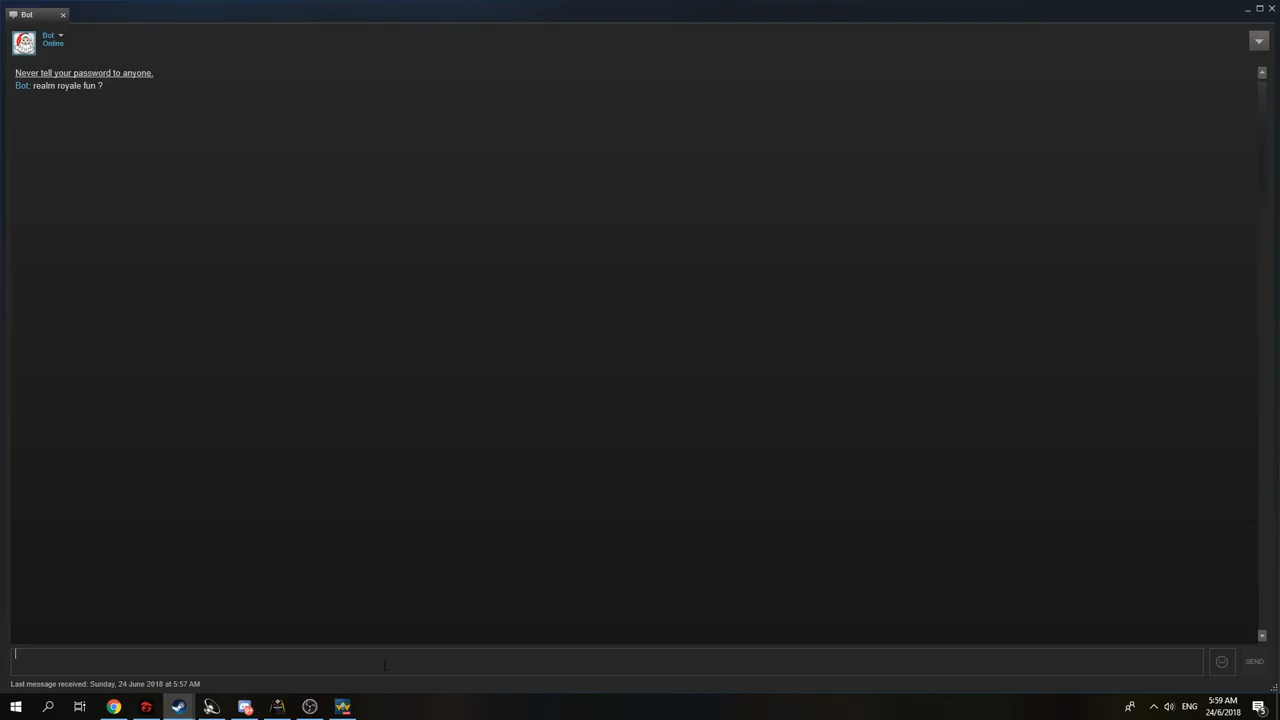 Bot
Bot
Online
Never tell your password to anyone.
Bot: realm royale fun ?
SEND
Last message received: Sunday, 24 June 2018 at 5:57 AM
ENG
5:59 AM
24/6/2018
5